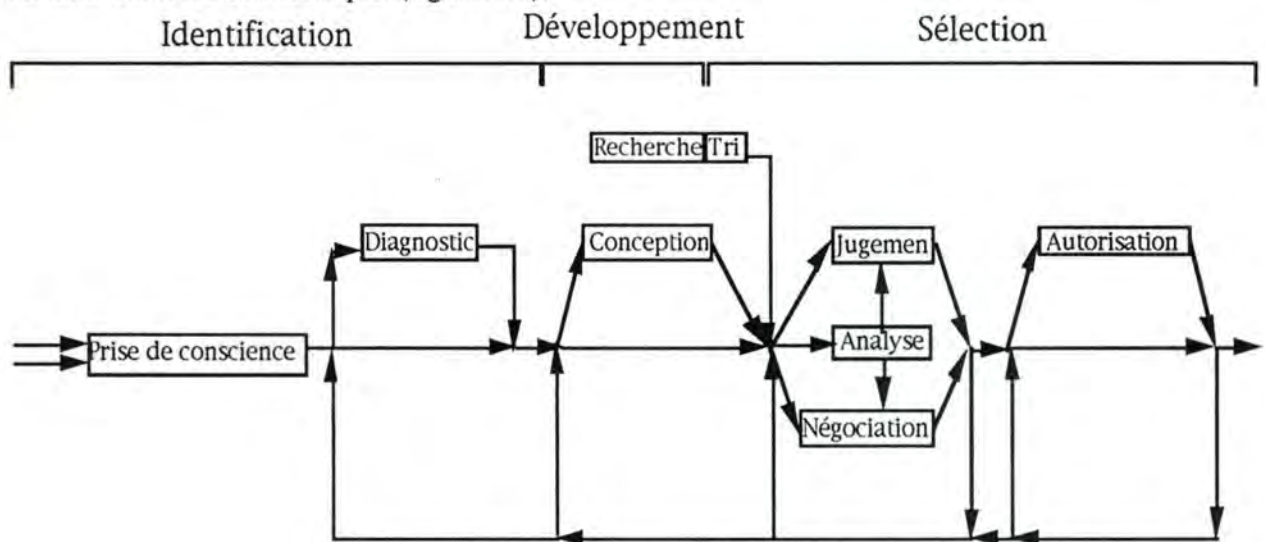 Identification
Développement
Sélection
Recherche Tri
Diagnostic
Conception
Jugemen
Autorisation
Prise de conscience
Analyse
Négociation